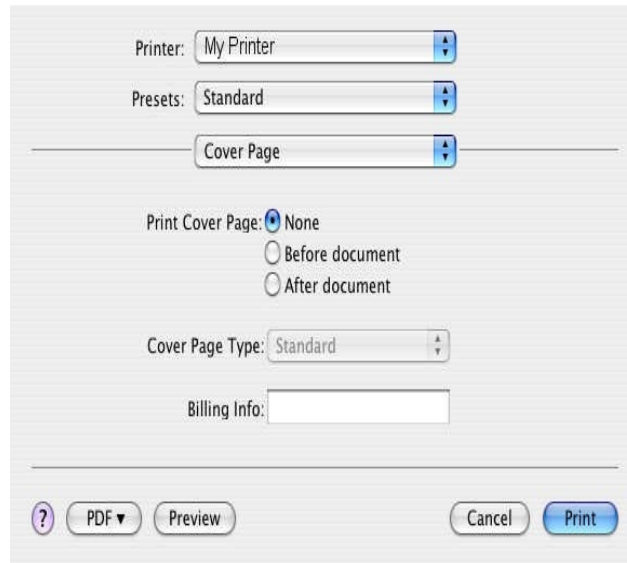 Printer: My Printer
Presets: Standard
Cover Page
Print Cover Page: None
Before document
After document
Cover Page Type: Standard
Billing Info:
? PDF ▼ Preview Cancel Print